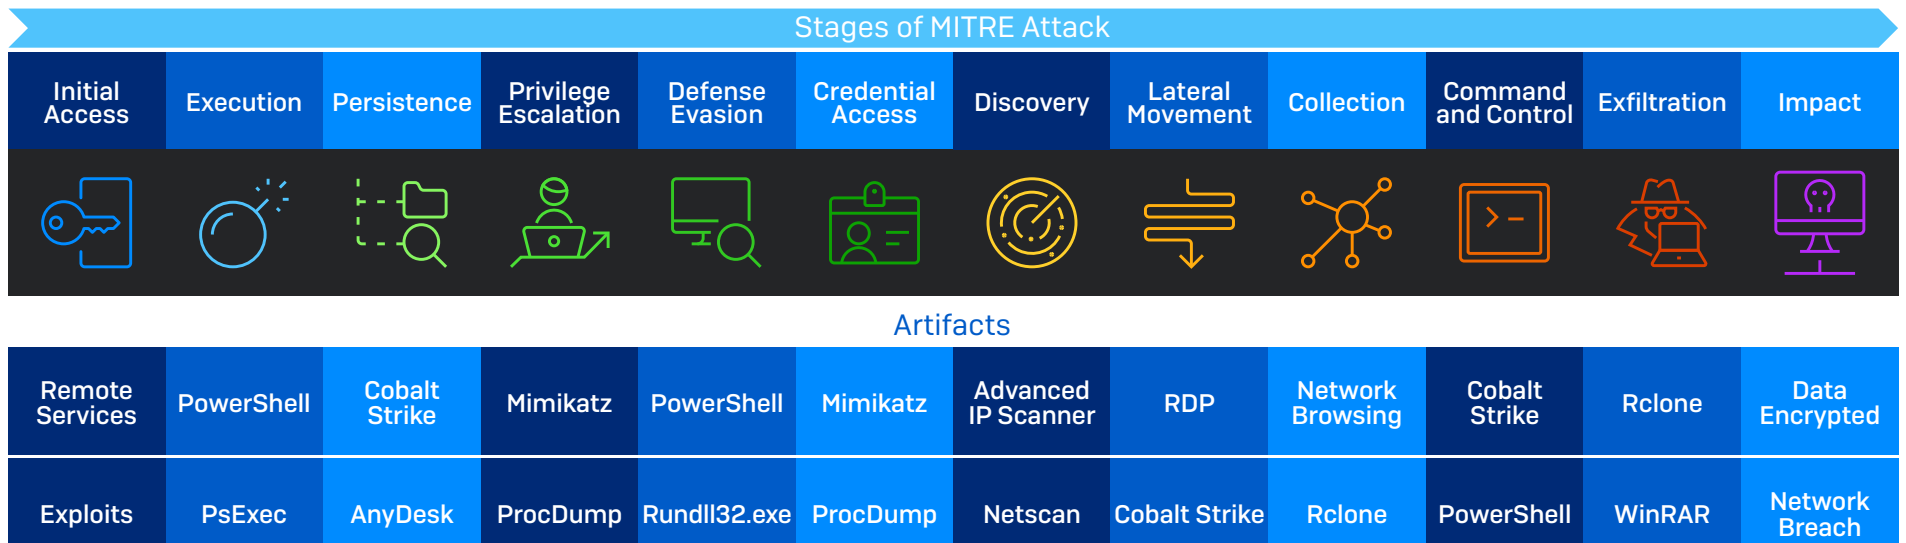 Stages of MITRE Attack
Initial
Access
Execution
Persistence
Privilege
Escalation
Defense
Evasion
Credential
Access
Discovery
Lateral
Movement
Collection
Command
and Control
Exfiltration
Impact
Artifacts
Remote
Services
PowerShell
Cobalt
Strike
Mimikatz
PowerShell
Mimikatz
Advanced
IP Scanner
RDP
Network
Browsing
Cobalt
Strike
Rclone
Data
Encrypted
Exploits
PsExec
AnyDesk
ProcDump
Rundll32.exe
ProcDump
Netscan
Cobalt Strike
Rclone
PowerShell
WinRAR
Network
Breach